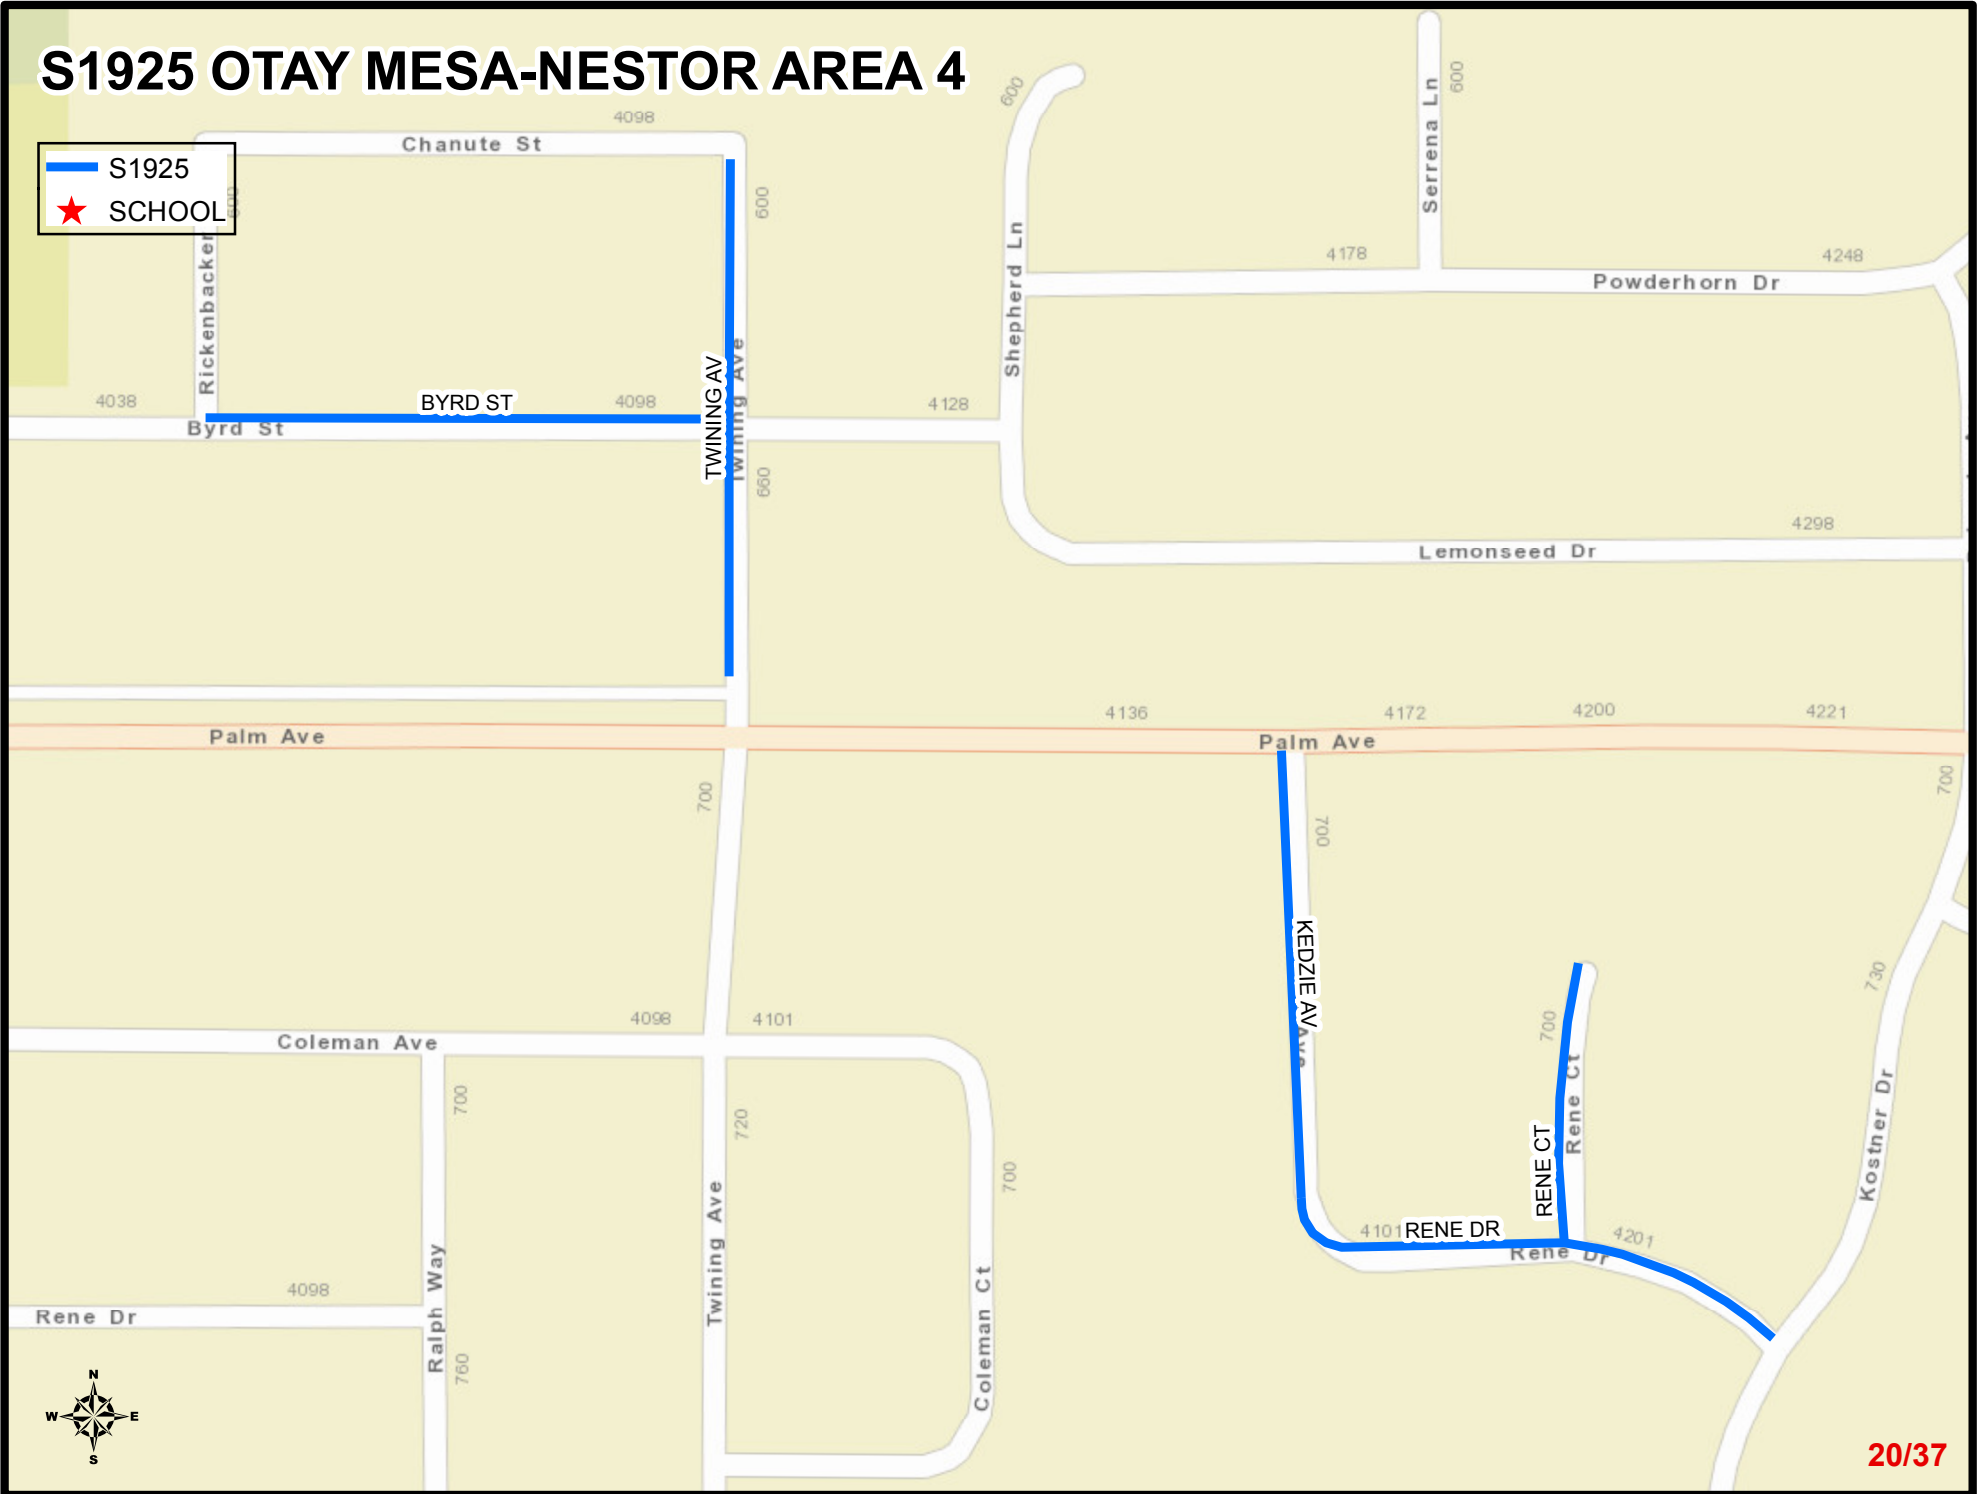 S1925 OTAY MESA-NESTOR AREA 4
S1925
SCHOOL
4098
Chanute St
600
600
600
600
Serrena Ln
Shepherd Ln
4178
4248
Powderhorn Dr
Rickenbacker
4038
BYRD ST
4098
TWINING AV
Twining Ave
4128
Byrd St
660
4298
Lemonseed Dr
4136
4172
4200
4221
Palm Ave
Palm Ave
700
700
700
KEDZIE AV
Ave
730
4098
4101
Coleman Ave
700
700
720
700
Rene Ct
RENE CT
Kostner Dr
Twining Ave
4101
RENE DR
4201
Rene Dr
Ralph Way
Coleman Ct
4098
Rene Dr
760
N
W
E
S
20/37